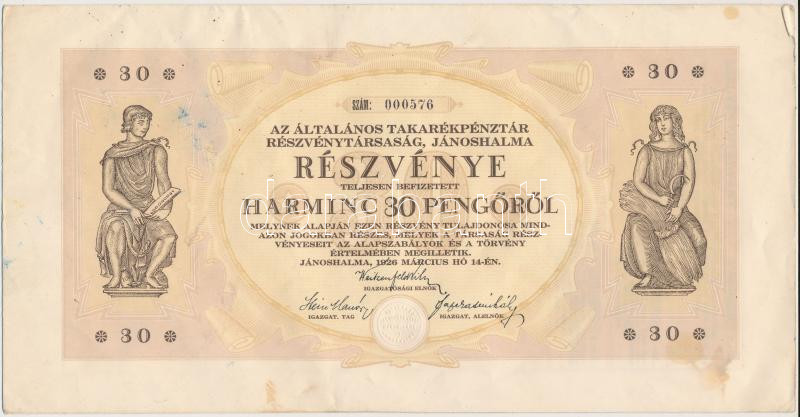 30 30
SZÁM: 000576
AZ ÁLTALÁNOS TAKARÉKPÉNZTÁR
RÉSZVÉNYTÁRSASÁG, JÁNOSHALMA
RÉSZVÉNYE
TELJESEN BEFIZETETT
HARMINC 30 PENGŐRŐL
MELYNEK ALAPJÁN EZEN RÉSZVÉNY TULAJDONOSA MIND-
AZON JOGOKBAN RÉSZES, MELYEK A TÁRSASÁG RÉSZ-
VÉNYESEIT AZ ALAPSZABÁLYOK ÉS A TÖRVÉNY
ÉRTELMÉBEN MEGILLETIK.
JÁNOSHALMA, 1926 MÁRCIUS HÓ 14-ÉN.
IGAZGATÓSÁGI ELNÖK
IGAZGAT. TAG IGAZGAT. ALELNÖK
30 30